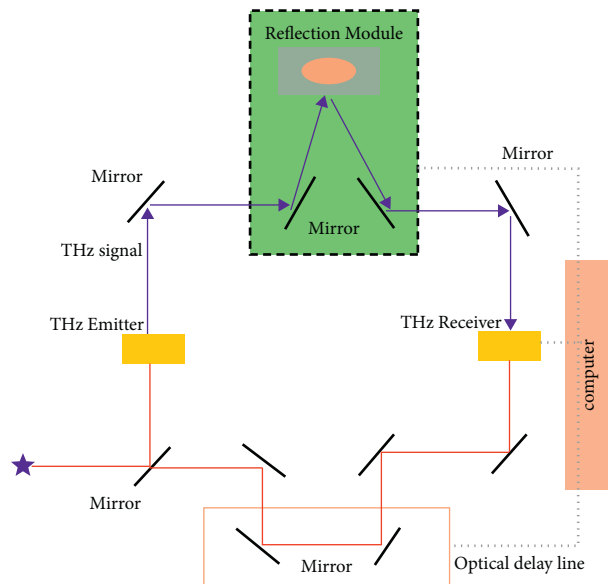 Reflection Module
Mirror
Mirror
Mirror
THz signal
THz Emitter
THz Receiver
computer
Mirror
Mirror
Optical delay line